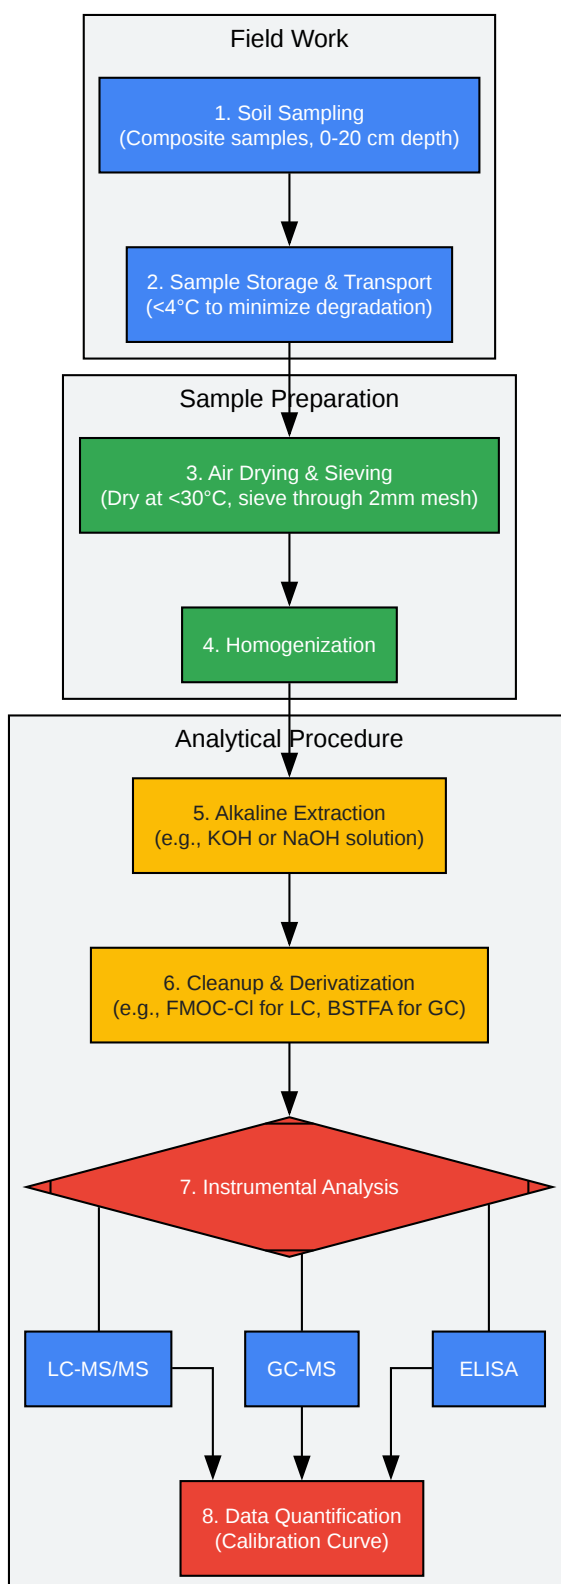 Field Work
1. Soil Sampling
(Composite samples, 0-20 cm depth)
2. Sample Storage & Transport
(<4°C to minimize degradation)
Sample Preparation
3. Air Drying & Sieving
(Dry at <30°C, sieve through 2mm mesh)
4. Homogenization
Analytical Procedure
5. Alkaline Extraction
(e.g., KOH or NaOH solution)
6. Cleanup & Derivatization
(e.g., FMOC-Cl for LC, BSTFA for GC)
7. Instrumental Analysis
LC-MS/MS
GC-MS
ELISA
8. Data Quantification
(Calibration Curve)